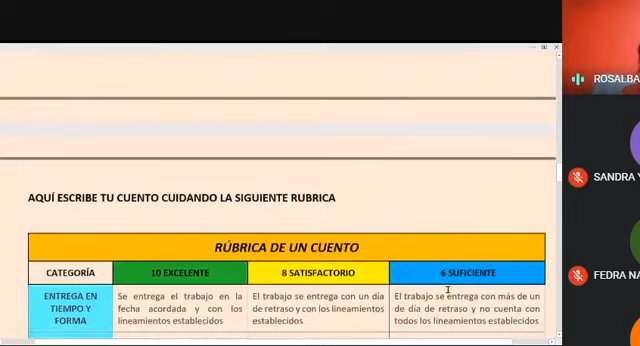 ROSALBA
SANDRA Y
AQUÍ ESCRIBE TU CUENTO CUIDANDO LA SIGUIENTE RUBRICA
RÚBRICA DE UN CUENTO
CATEGORÍA 10 EXCELENTE 8 SATISFACTORIO 6 SUFICIENTE
FEDRA NA
ENTREGA EN TIEMPO Y FORMA
Se entrega el trabajo en la
fecha acordada y con los
lineamientos establecidos
El trabajo se entrega con un día
de retraso y con los lineamientos
establecidos
El trabajo se entrega con más de un
de día de retraso y no cuenta con
todos los lineamientos establecidos